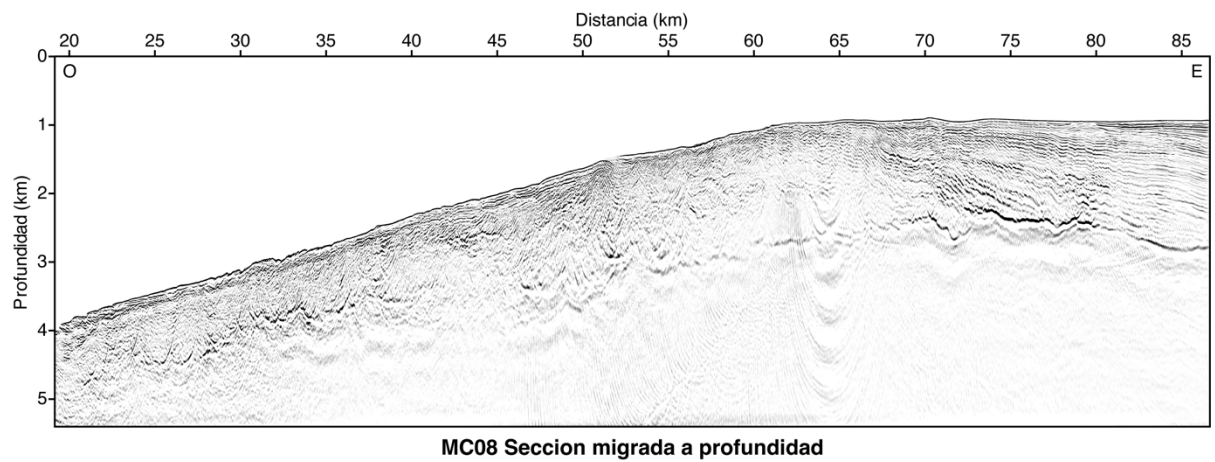 Distancia (km)
20 25 30 35 40 45 50 55 60 65 70 75 80 85
0
O E
1
2
Profundidad (km)
3
4
5
MC08 Seccion migrada a profundidad